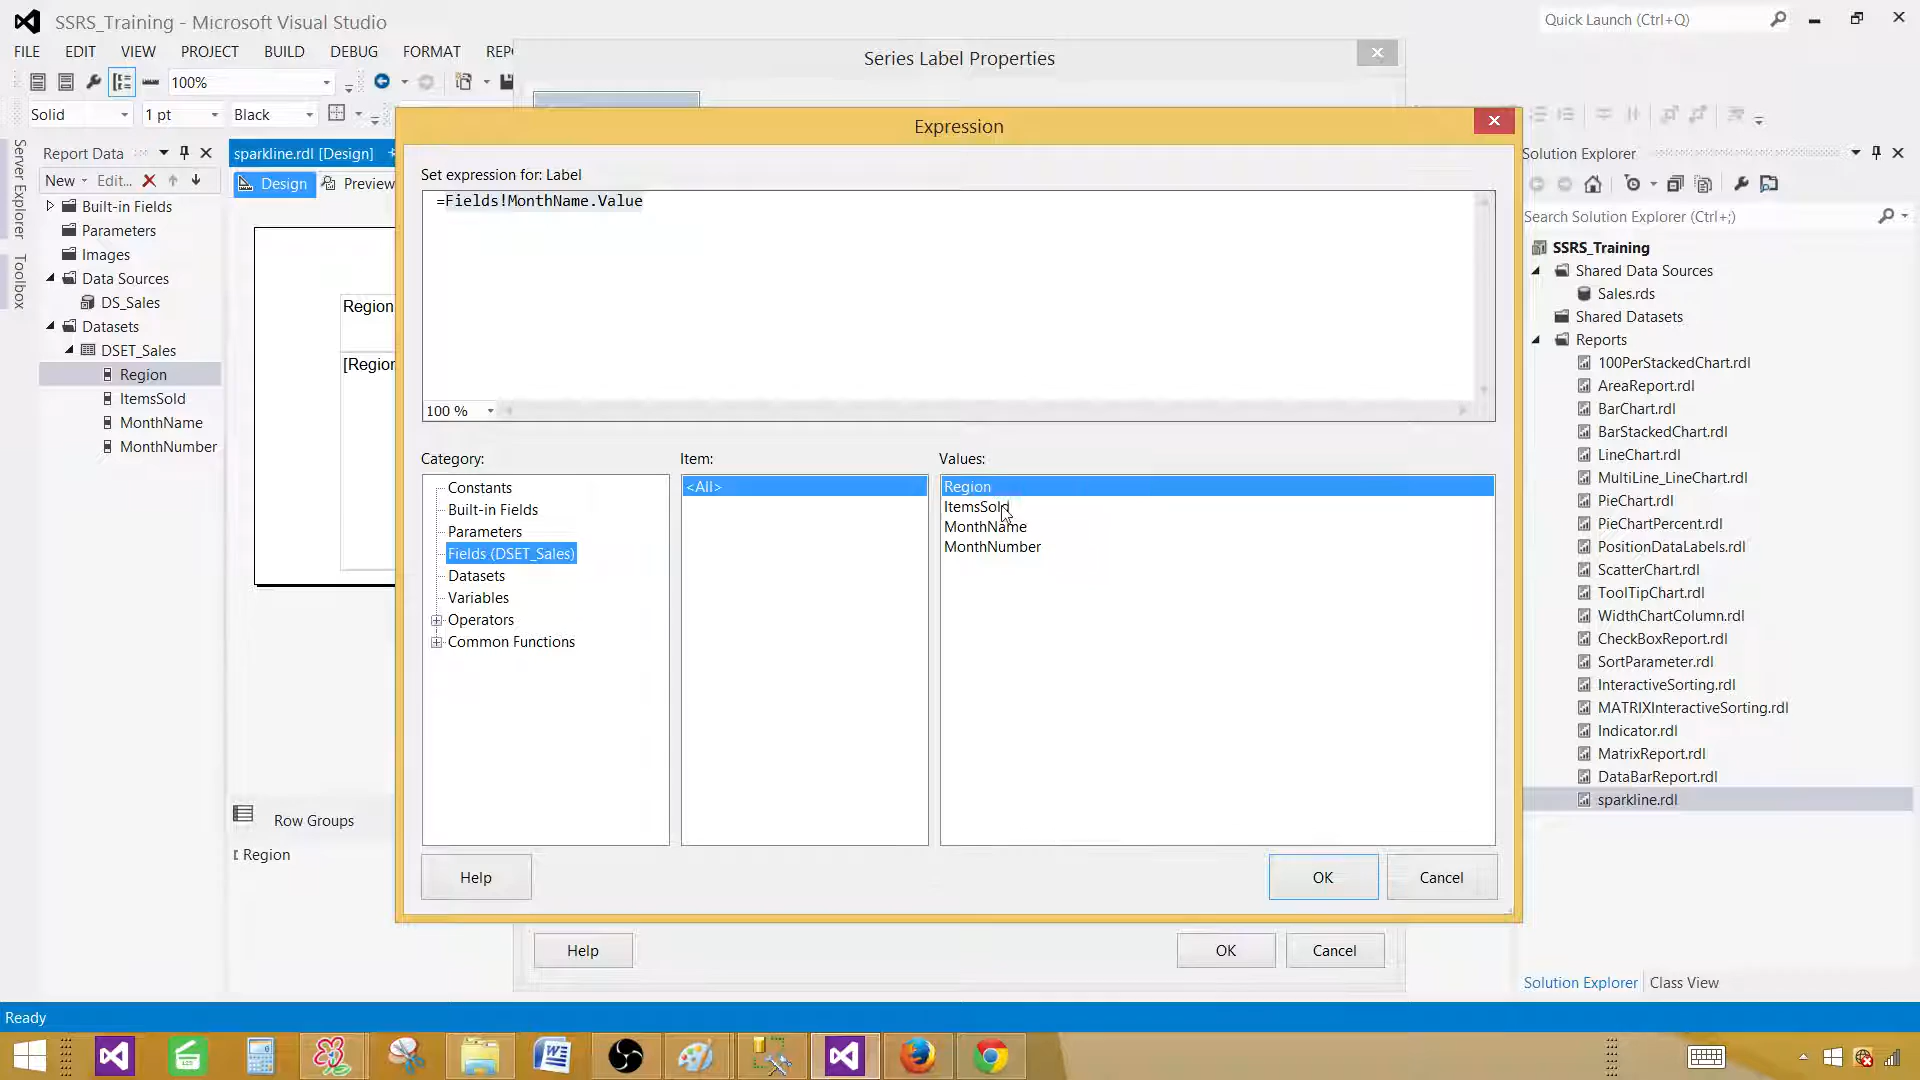 SSRS_Training - Microsoft Visual Studio
Quick Launch (Ctrl+Q)
FILE EDIT VIEW PROJECT BUILD DEBUG FORMAT
Series Label Properties
100%
Solid 1 pt Black
Expression
Server Explorer
Toolbox
Report Data
New Edit...
Built-in Fields
Parameters
Images
Data Sources
DS_Sales
Datasets
DSET_Sales
Region
ItemsSold
MonthName
MonthNumber
sparkline.rdl [Design]
Design Preview
Region
[Region
Row Groups
Region
Set expression for: Label
=Fields!MonthName.Value
100 %
Category:
Constants
Built-in Fields
Parameters
Fields (DSET_Sales)
Datasets
Variables
Operators
Common Functions
Item:
<All>
Values:
Region
ItemsSold
MonthName
MonthNumber
Help OK Cancel
Help OK Cancel
Solution Explorer
Search Solution Explorer (Ctrl+;)
SSRS_Training
Shared Data Sources
Sales.rds
Shared Datasets
Reports
100PerStackedChart.rdl
AreaReport.rdl
BarChart.rdl
BarStackedChart.rdl
LineChart.rdl
MultiLine_LineChart.rdl
PieChart.rdl
PieChartPercent.rdl
PositionDataLabels.rdl
ScatterChart.rdl
ToolTipChart.rdl
WidthChartColumn.rdl
CheckBoxReport.rdl
SortParameter.rdl
InteractiveSorting.rdl
MATRIXInteractiveSorting.rdl
Indicator.rdl
MatrixReport.rdl
DataBarReport.rdl
sparkline.rdl
Solution Explorer Class View
Ready